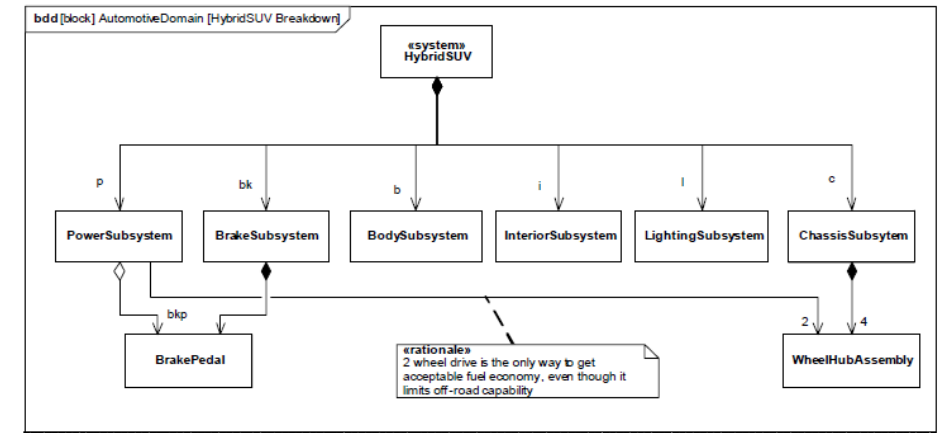 bdd [block] AutomotiveDomain [HybridSUV Breakdown]
«system»
HybridSUV
p
bk
b
i
l
c
PowerSubsystem
BrakeSubsystem
BodySubsystem
InteriorSubsystem
LightingSubsystem
ChassisSubsytem
bkp
2
4
BrakePedal
«rationale»
2 wheel drive is the only way to get
acceptable fuel economy, even though it
limits off-road capability
WheelHubAssembly